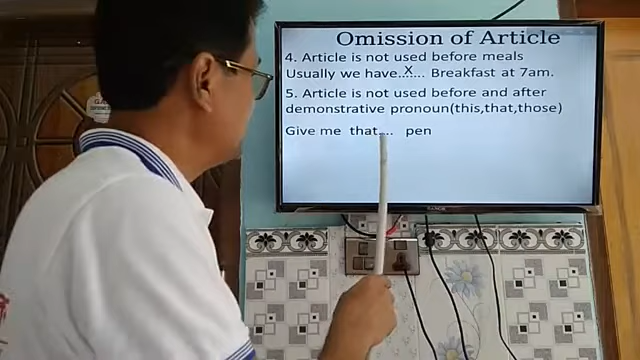 Omission of Article
4. Article is not used before meals
Usually we have..X... Breakfast at 7am.
5. Article is not used before and after
demonstrative pronoun(this,that,those)
Give me that.... pen